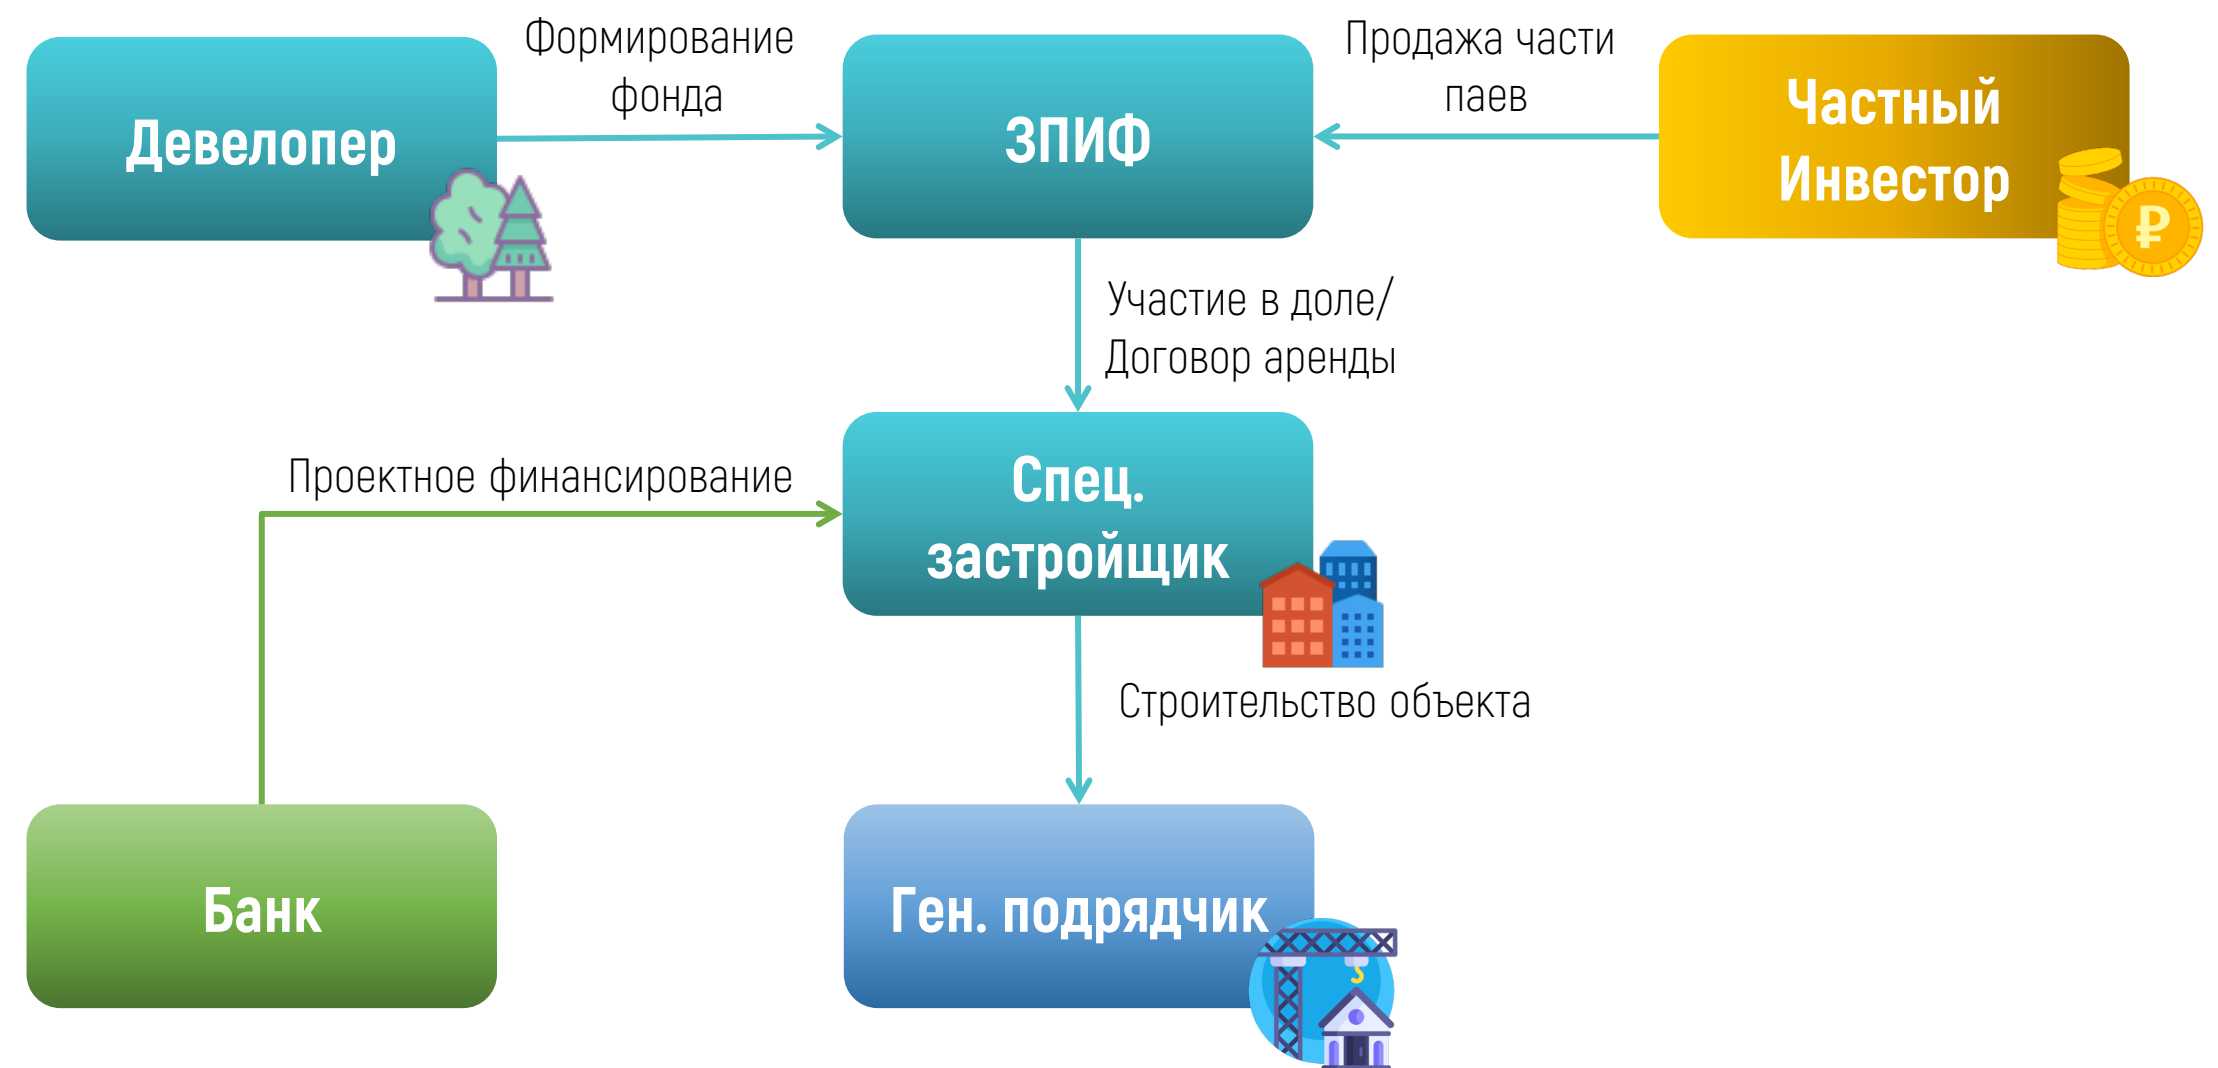 Формирование
фонда
Продажа части
паев
Девелопер
ЗПИФ
Частный
Инвестор
₽
Участие в доле/
Договор аренды
Проектное финансирование
Спец.
застройщик
Строительство объекта
Банк
Ген. подрядчик